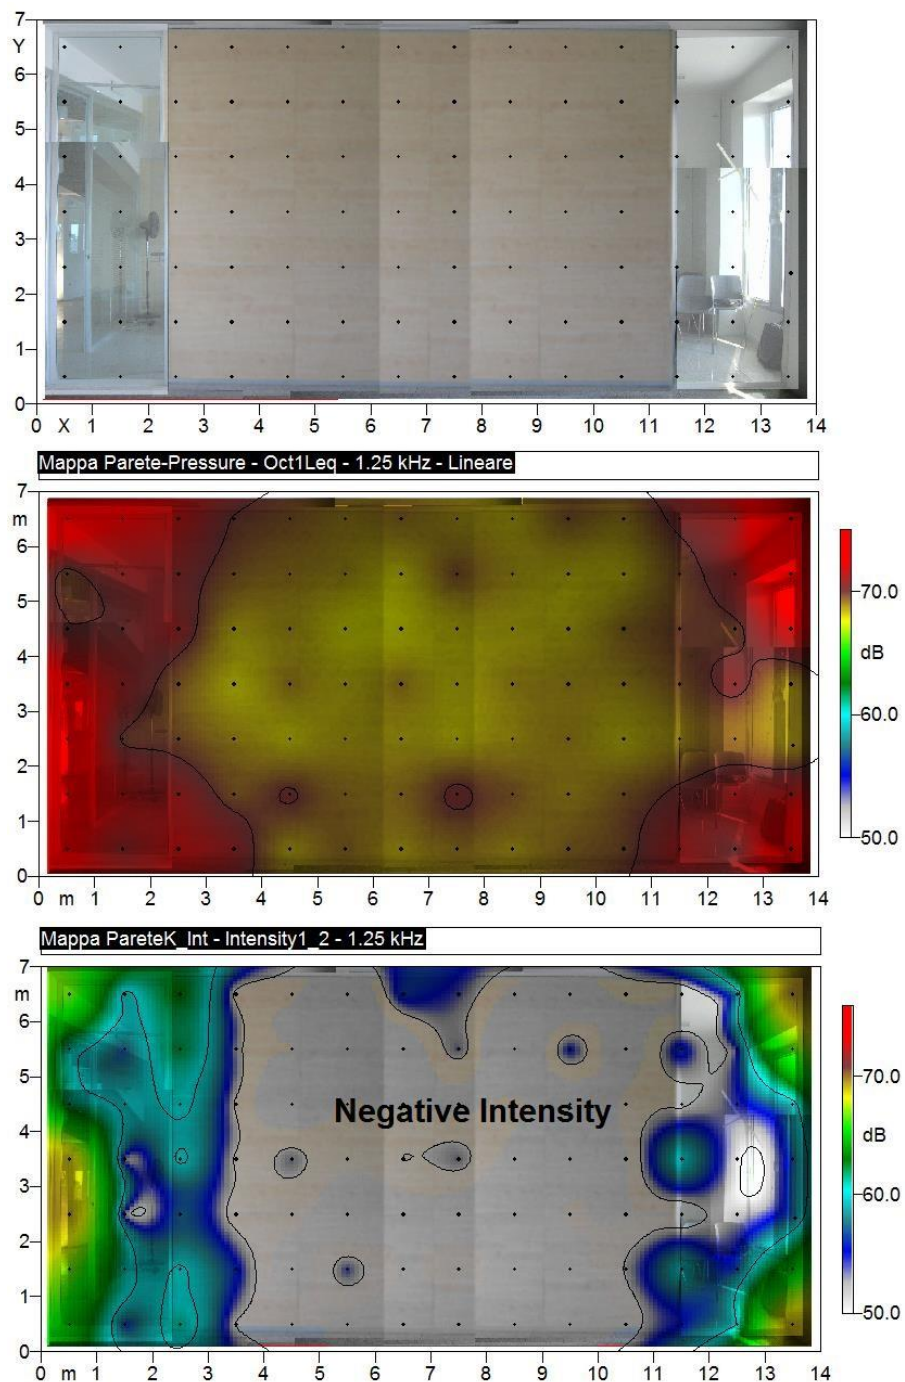 7
Y
6
5
4
3
2
1
0
0 X 1 2 3 4 5 6 7 8 9 10 11 12 13 14
Mappa Parete-Pressure - Oct1Leq - 1.25 kHz - Lineare
7
m
6
5
4
3
2
1
0
0 m 1 2 3 4 5 6 7 8 9 10 11 12 13 14
70.0
dB
60.0
50.0
Mappa PareteK_Int - Intensity1_2 - 1.25 kHz
7
m
6
5
4
3
2
1
0
Negative Intensity
0 m 1 2 3 4 5 6 7 8 9 10 11 12 13 14
70.0
dB
60.0
50.0